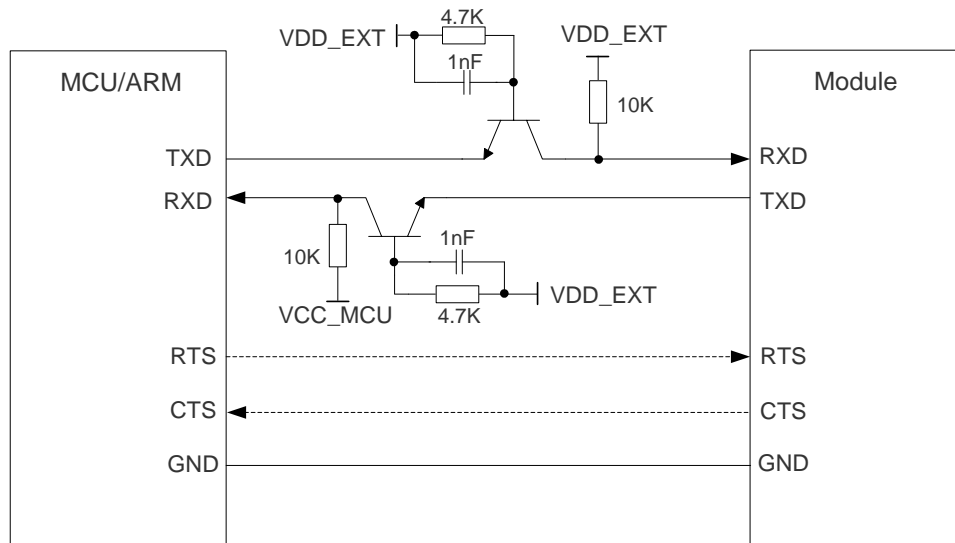 4.7K
VDD_EXT
VDD_EXT
1nF
MCU/ARM
Module
10K
TXD
RXD
RXD
TXD
1nF
10K
VDD_EXT
VCC_MCU
4.7K
RTS
RTS
CTS
CTS
GND
GND